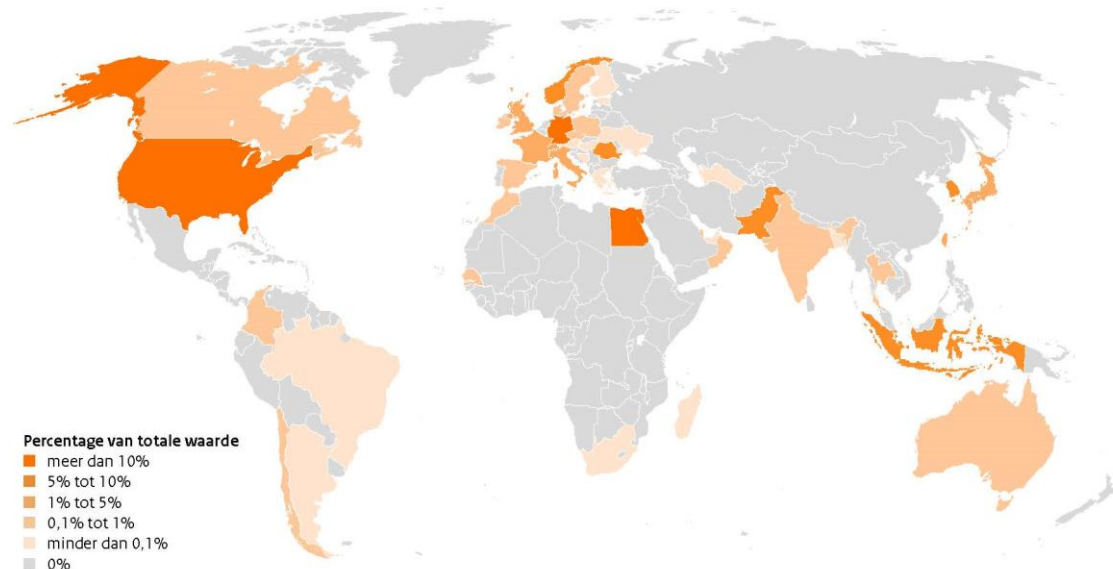 Percentage van totale waarde
meer dan 10%
5% tot 10%
1% tot 5%
0,1% tot 1%
minder dan 0,1%
0%